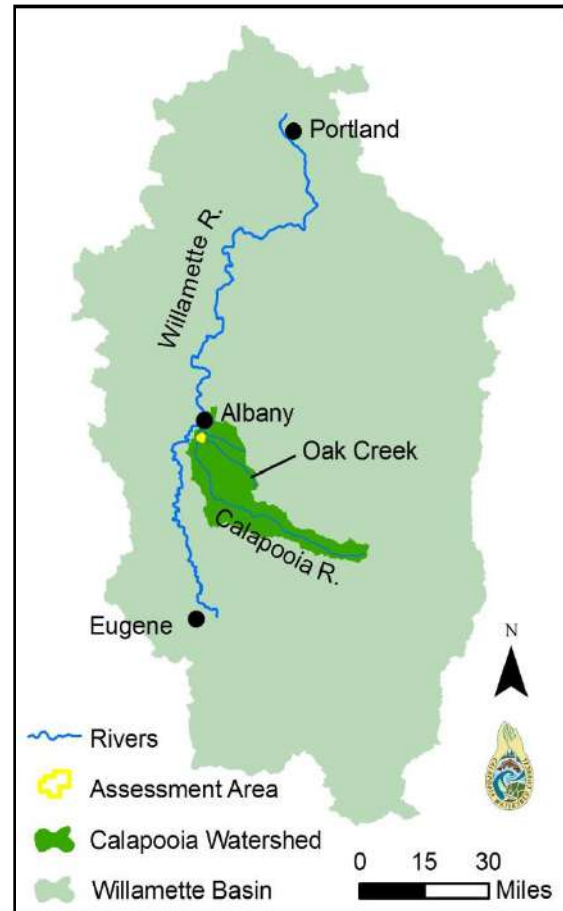 Portland
Willamette R.
Albany
Oak Creek
Calapooia R.
Eugene
N
Rivers
Assessment Area
Calapooia Watershed
Willamette Basin
0 15 30
Miles